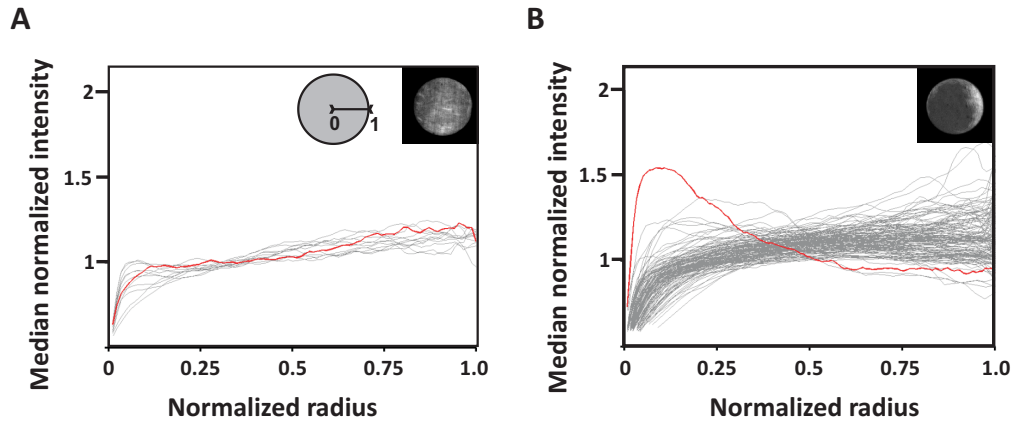 A
Median normalized intensity
2
1.5
1
0 1
0 0.25 0.5 0.75 1.0
Normalized radius
B
Median normalized intensity
2
1.5
1
0 0.25 0.5 0.75 1.0
Normalized radius